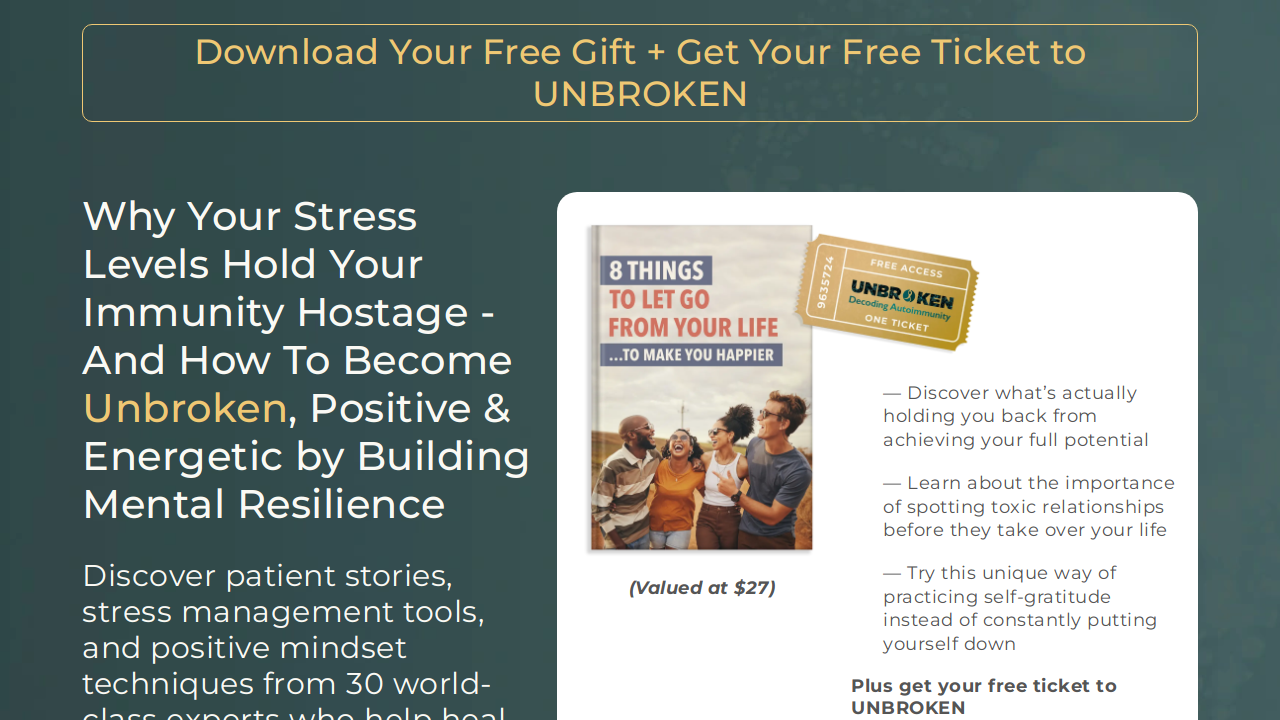 Download Your Free Gift + Get Your Free Ticket to
UNBROKEN
Why Your Stress
Levels Hold Your
Immunity Hostage -
And How To Become
Unbroken, Positive &
Energetic by Building
Mental Resilience
Discover patient stories,
stress management tools,
and positive mindset
techniques from 30 world-
class experts who help heal
8 THINGS
TO LET GO
FROM YOUR LIFE
...TO MAKE YOU HAPPIER
(Valued at $27)
9635724
FREE ACCESS
UNBROKEN
Decoding Autoimmunity
ONE TICKET
— Discover what’s actually
holding you back from
achieving your full potential
— Learn about the importance
of spotting toxic relationships
before they take over your life
— Try this unique way of
practicing self-gratitude
instead of constantly putting
yourself down
Plus get your free ticket to
UNBROKEN